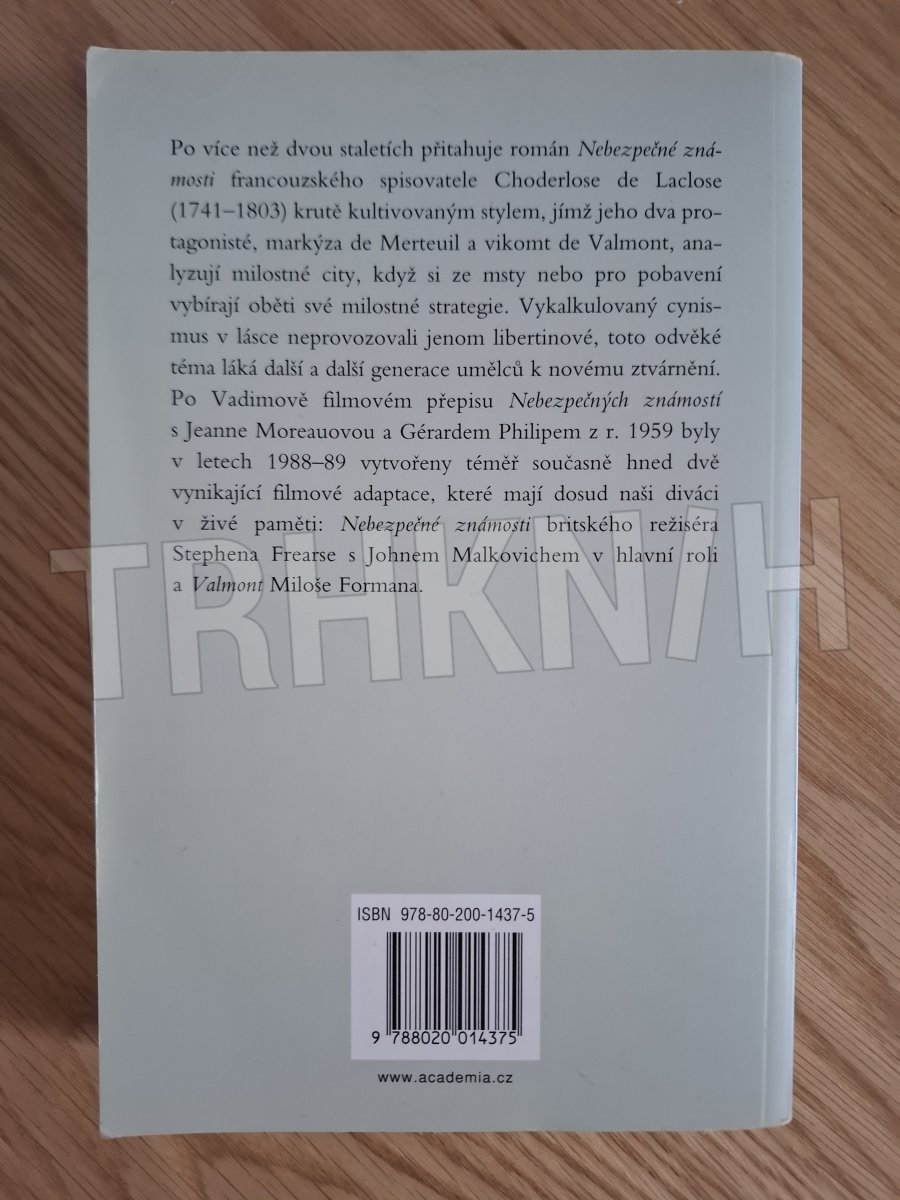 Po více než dvou staletích přitahuje román Nebezpečné zná-
mosti francouzského spisovatele Choderlose de Laclose
(1741–1803) krutě kultivovaným stylem, jímž jeho dva pro-
tagonisté, markýza de Merteuil a vikomt de Valmont, ana-
lyzují milostné city, když si ze msty nebo pro pobavení
vybírají oběti své milostné strategie. Vykalkulovaný cynis-
mus v lásce neprovozovali jenom libertinové, toto odvěké
téma láká další a další generace umělců k novému ztvárnění.
Po Vadimově filmovém přepisu Nebezpečných známostí
s Jeanne Moreauovou a Gérardem Philipem z r. 1959 byly
v letech 1988–89 vytvořeny téměř současně hned dvě
vynikající filmové adaptace, které mají dosud naši diváci
v živé paměti: Nebezpečné známosti britského režiséra
Stephena Frearse s Johnem Malkovichem v hlavní roli
a Valmont Miloše Formana.
TRHKNIH
ISBN 978-80-200-1437-5
9 788020 014375
www.academia.cz